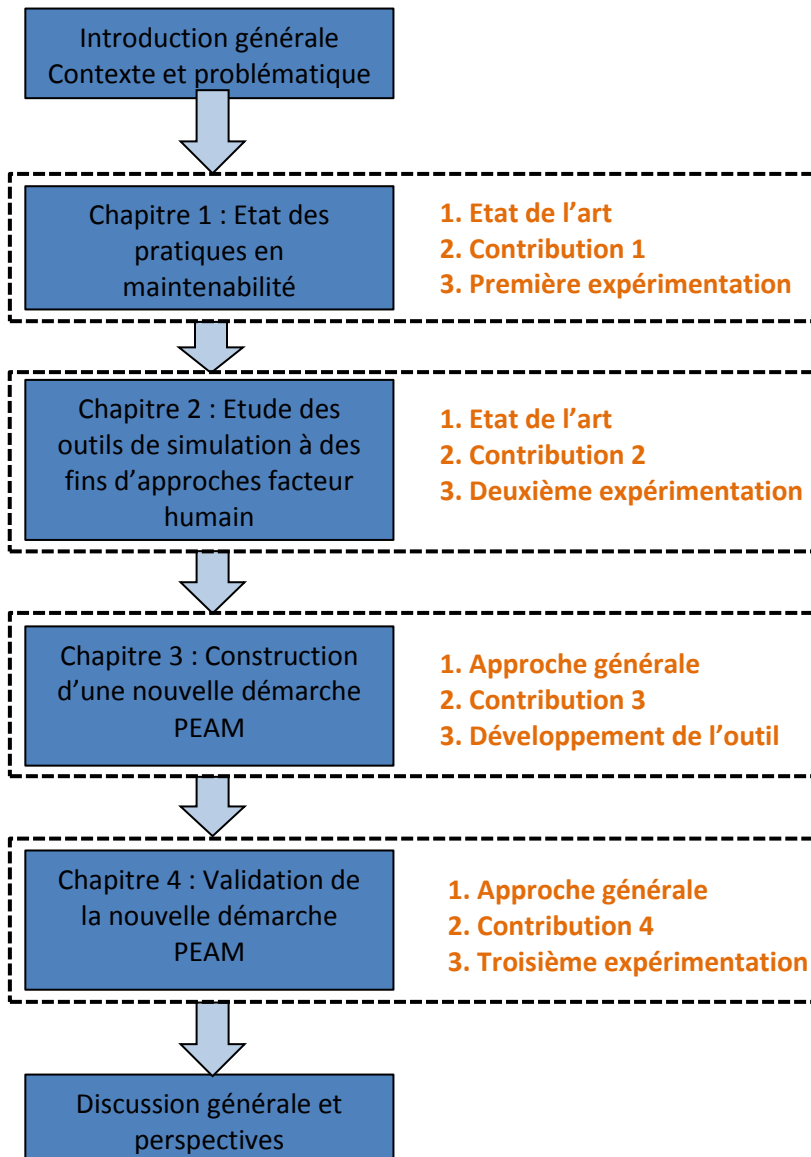 Introduction générale
Contexte et problématique
Chapitre 1 : Etat des
pratiques en
maintenabilité
1. Etat de l’art
2. Contribution 1
3. Première expérimentation
Chapitre 2 : Etude des
outils de simulation à des
fins d’approches facteur
humain
1. Etat de l’art
2. Contribution 2
3. Deuxième expérimentation
Chapitre 3 : Construction
d’une nouvelle démarche
PEAM
1. Approche générale
2. Contribution 3
3. Développement de l’outil
Chapitre 4 : Validation de
la nouvelle démarche
PEAM
1. Approche générale
2. Contribution 4
3. Troisième expérimentation
Discussion générale et
perspectives